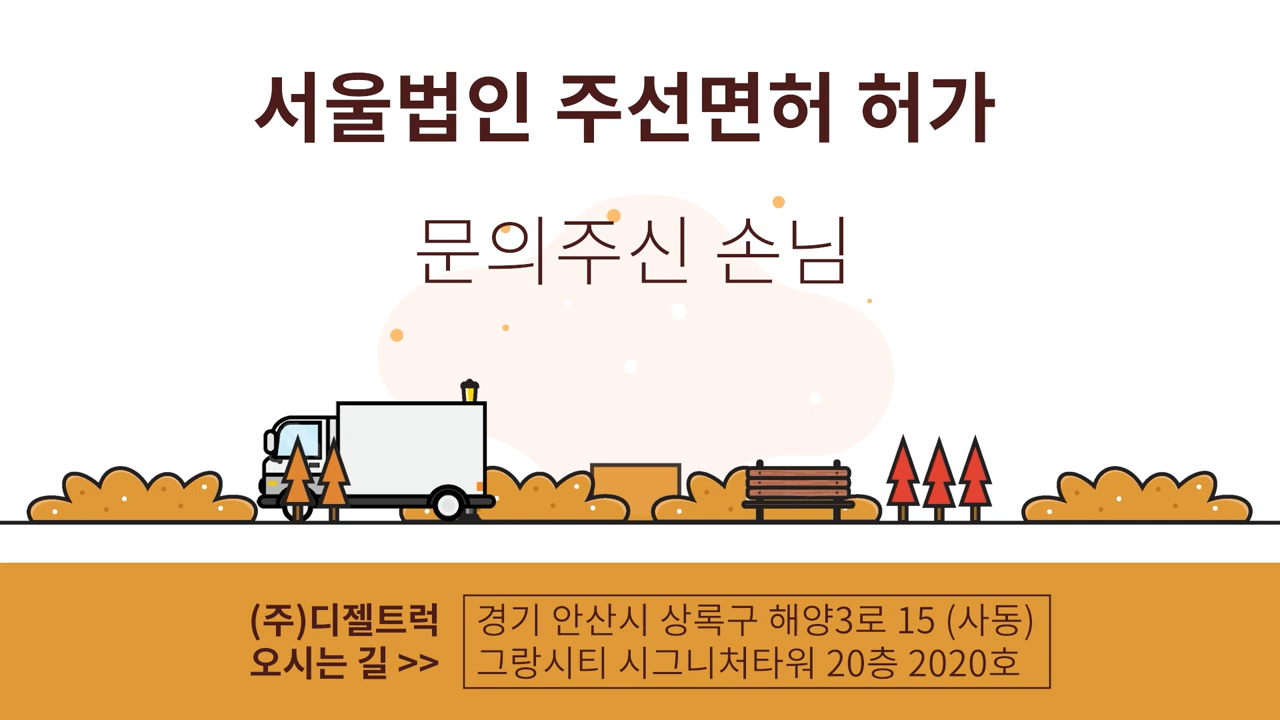 서울법인 주선면허 허가
문의주신 손님
(주)디젤트럭
오시는 길 >>
경기 안산시 상록구 해양3로 15 (사동)
그랑시티 시그니처타워 20층 2020호